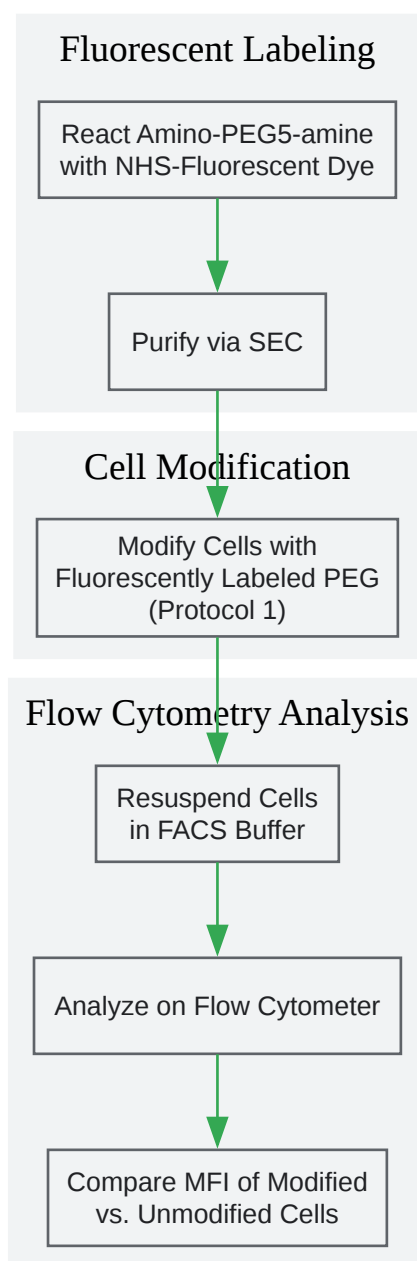 Fluorescent Labeling
React Amino-PEG5-amine
with NHS-Fluorescent Dye
Purify via SEC
Cell Modification
Modify Cells with
Fluorescently Labeled PEG
(Protocol 1)
Flow Cytometry Analysis
Resuspend Cells
in FACS Buffer
Analyze on Flow Cytometer
Compare MFI of Modified
vs. Unmodified Cells